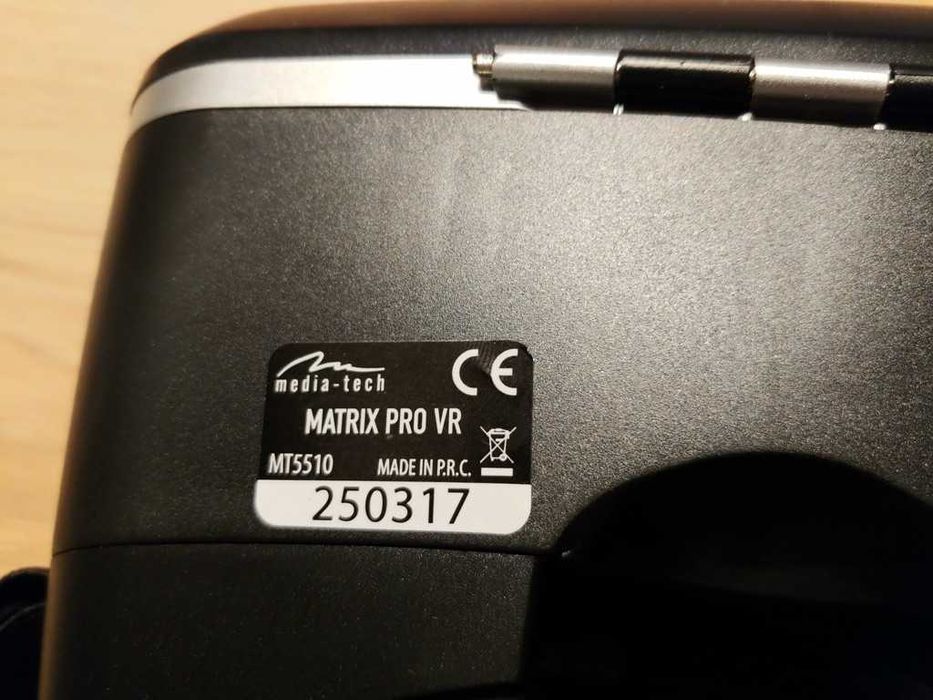 media-tech
CE
MATRIX PRO VR
MT5510 MADE IN P.R.C.
250317